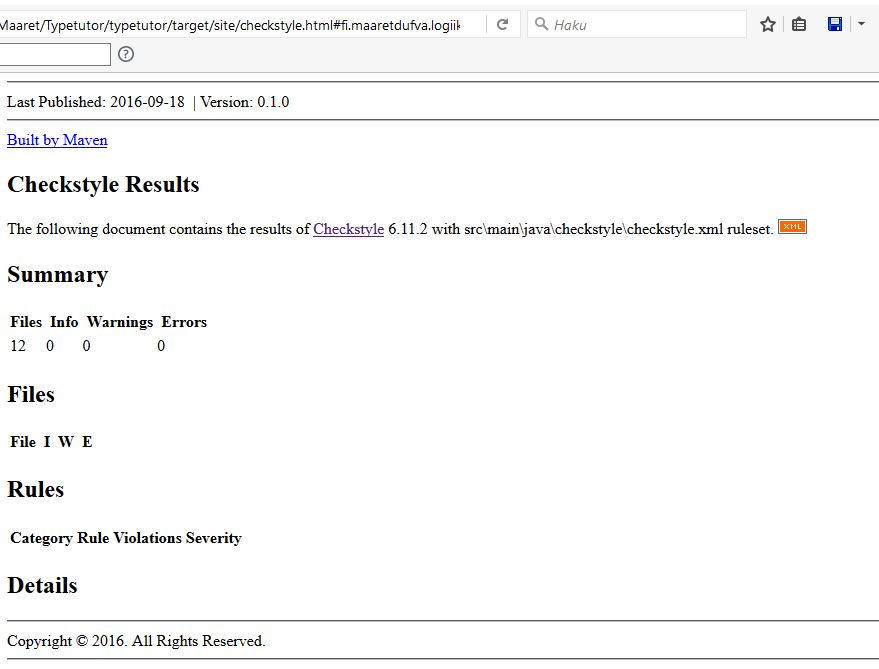 Maaret/Typetutor/typetutor/target/site/checkstyle.html#fi.maaretdufva.logiik
Haku
Last Published: 2016-09-18 | Version: 0.1.0
Built by Maven
Checkstyle Results
The following document contains the results of Checkstyle 6.11.2 with src\main\java\checkstyle\checkstyle.xml ruleset. XML
Summary
Files Info Warnings Errors
12 0 0 0
Files
File I W E
Rules
Category Rule Violations Severity
Details
Copyright © 2016. All Rights Reserved.